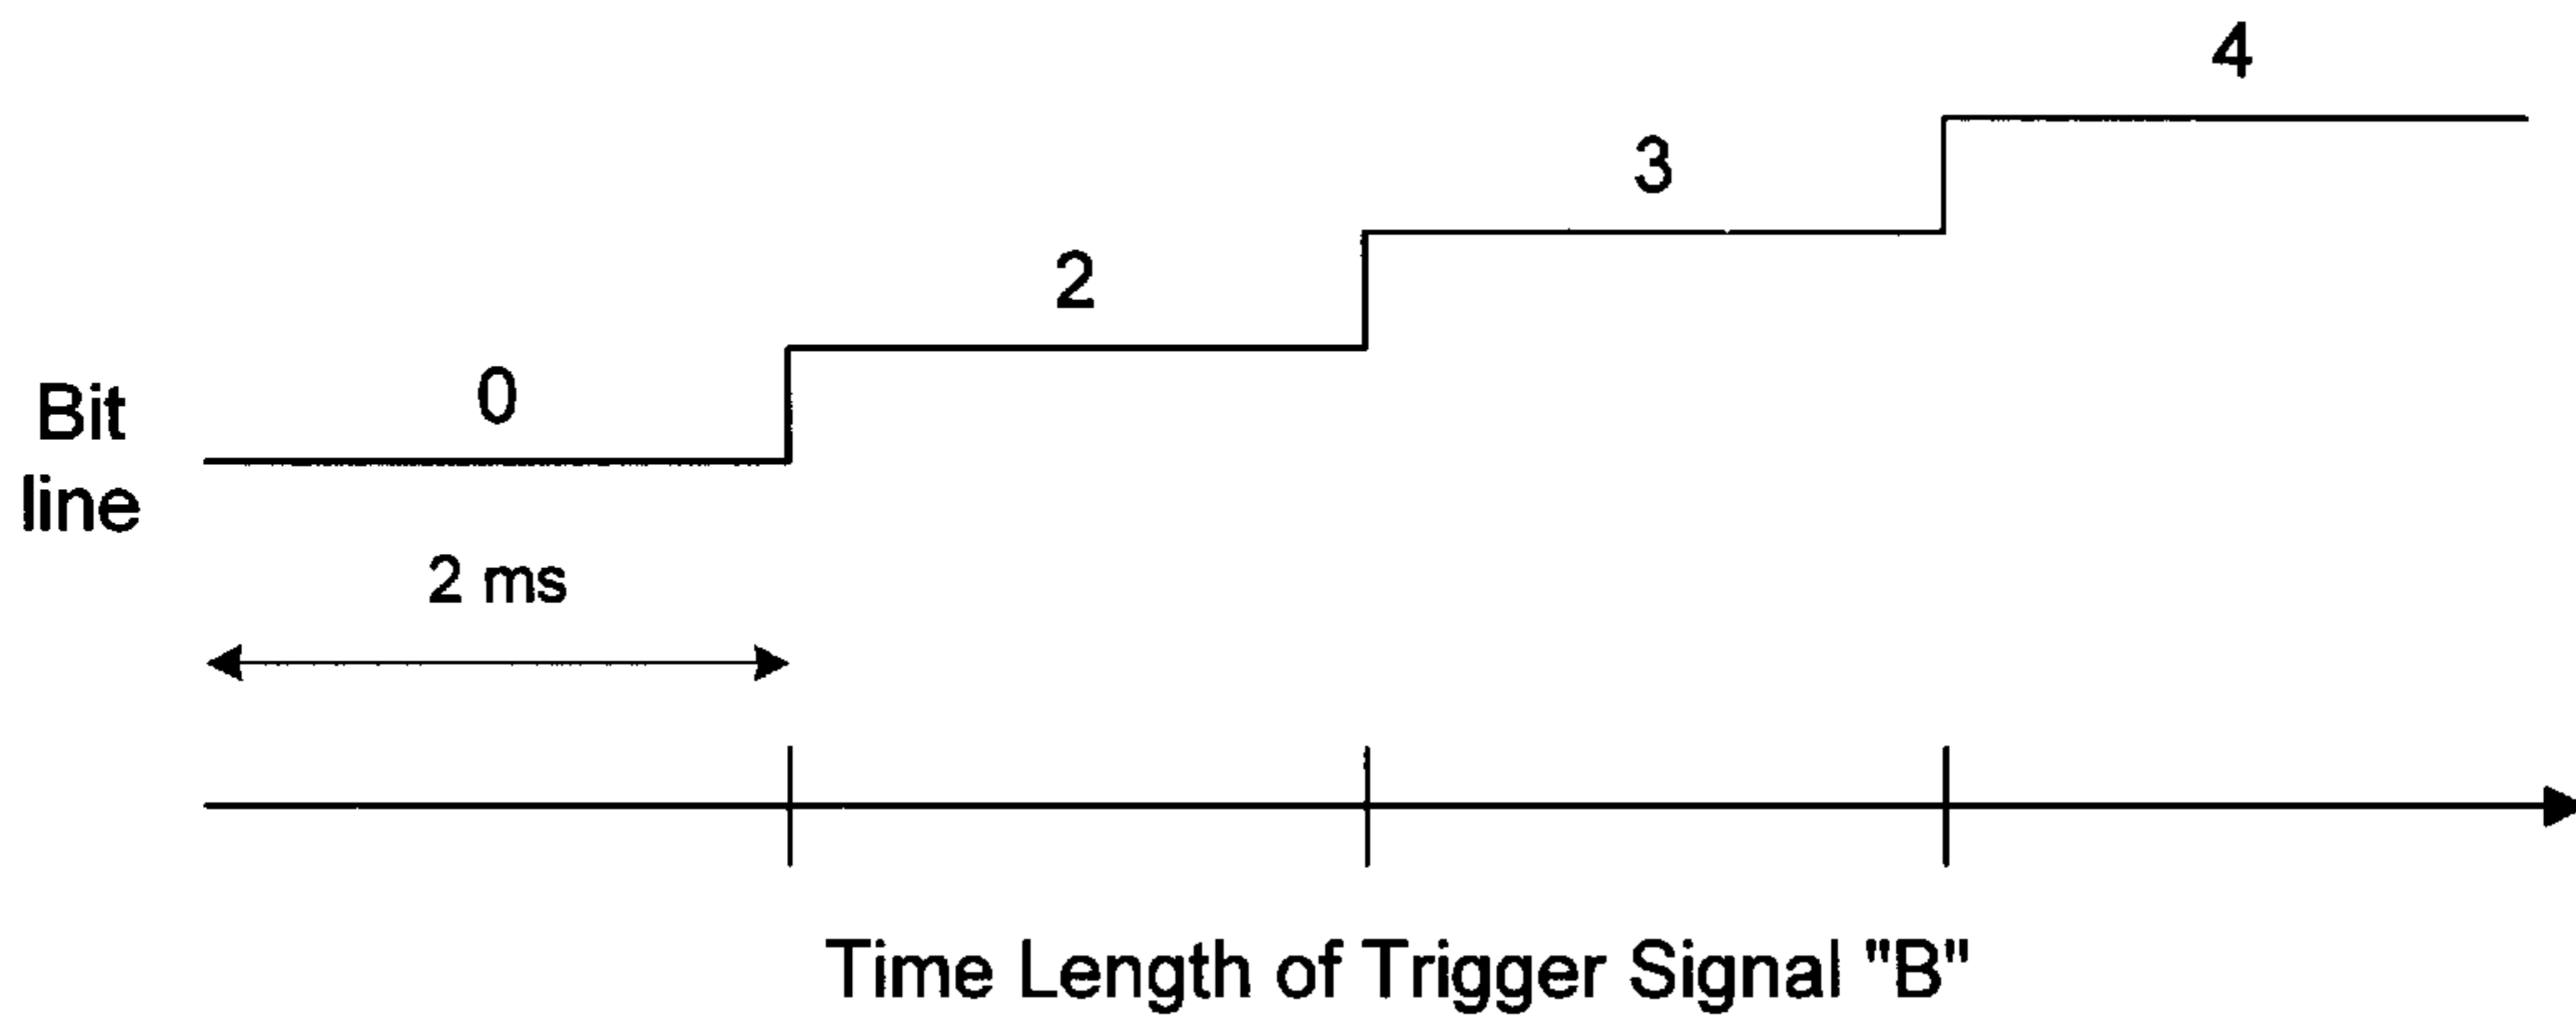 4
3
2
0
Bit
line
2 ms
Time Length of Trigger Signal "B"